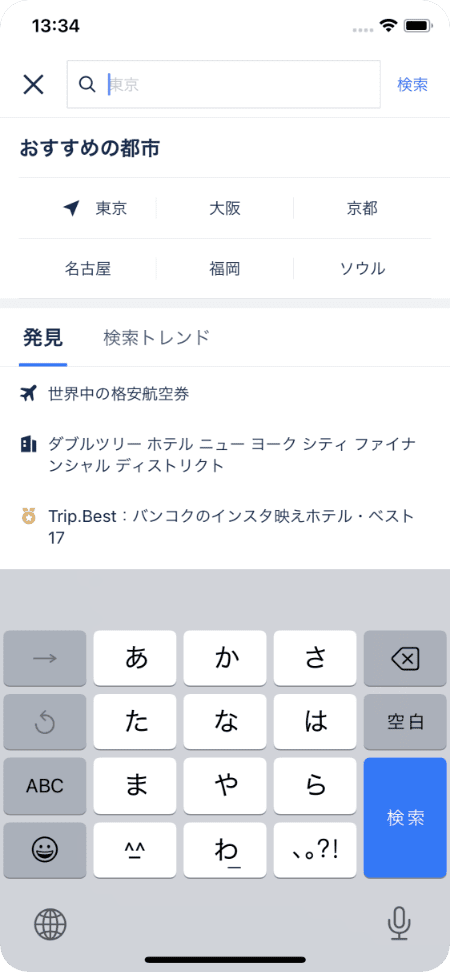 13:34
東京
検索
おすすめの都市
東京 大阪 京都
名古屋 福岡 ソウル
発見 検索トレンド
世界中の格安航空券
ダブルツリー ホテル ニュー ヨーク シティ ファイナ
ンシャル ディストリクト
Trip.Best：バンコクのインスタ映えホテル・ベスト
17
→ あ か さ
た な は 空白
ABC ま や ら
検索
^_^ わ_ 、。?!